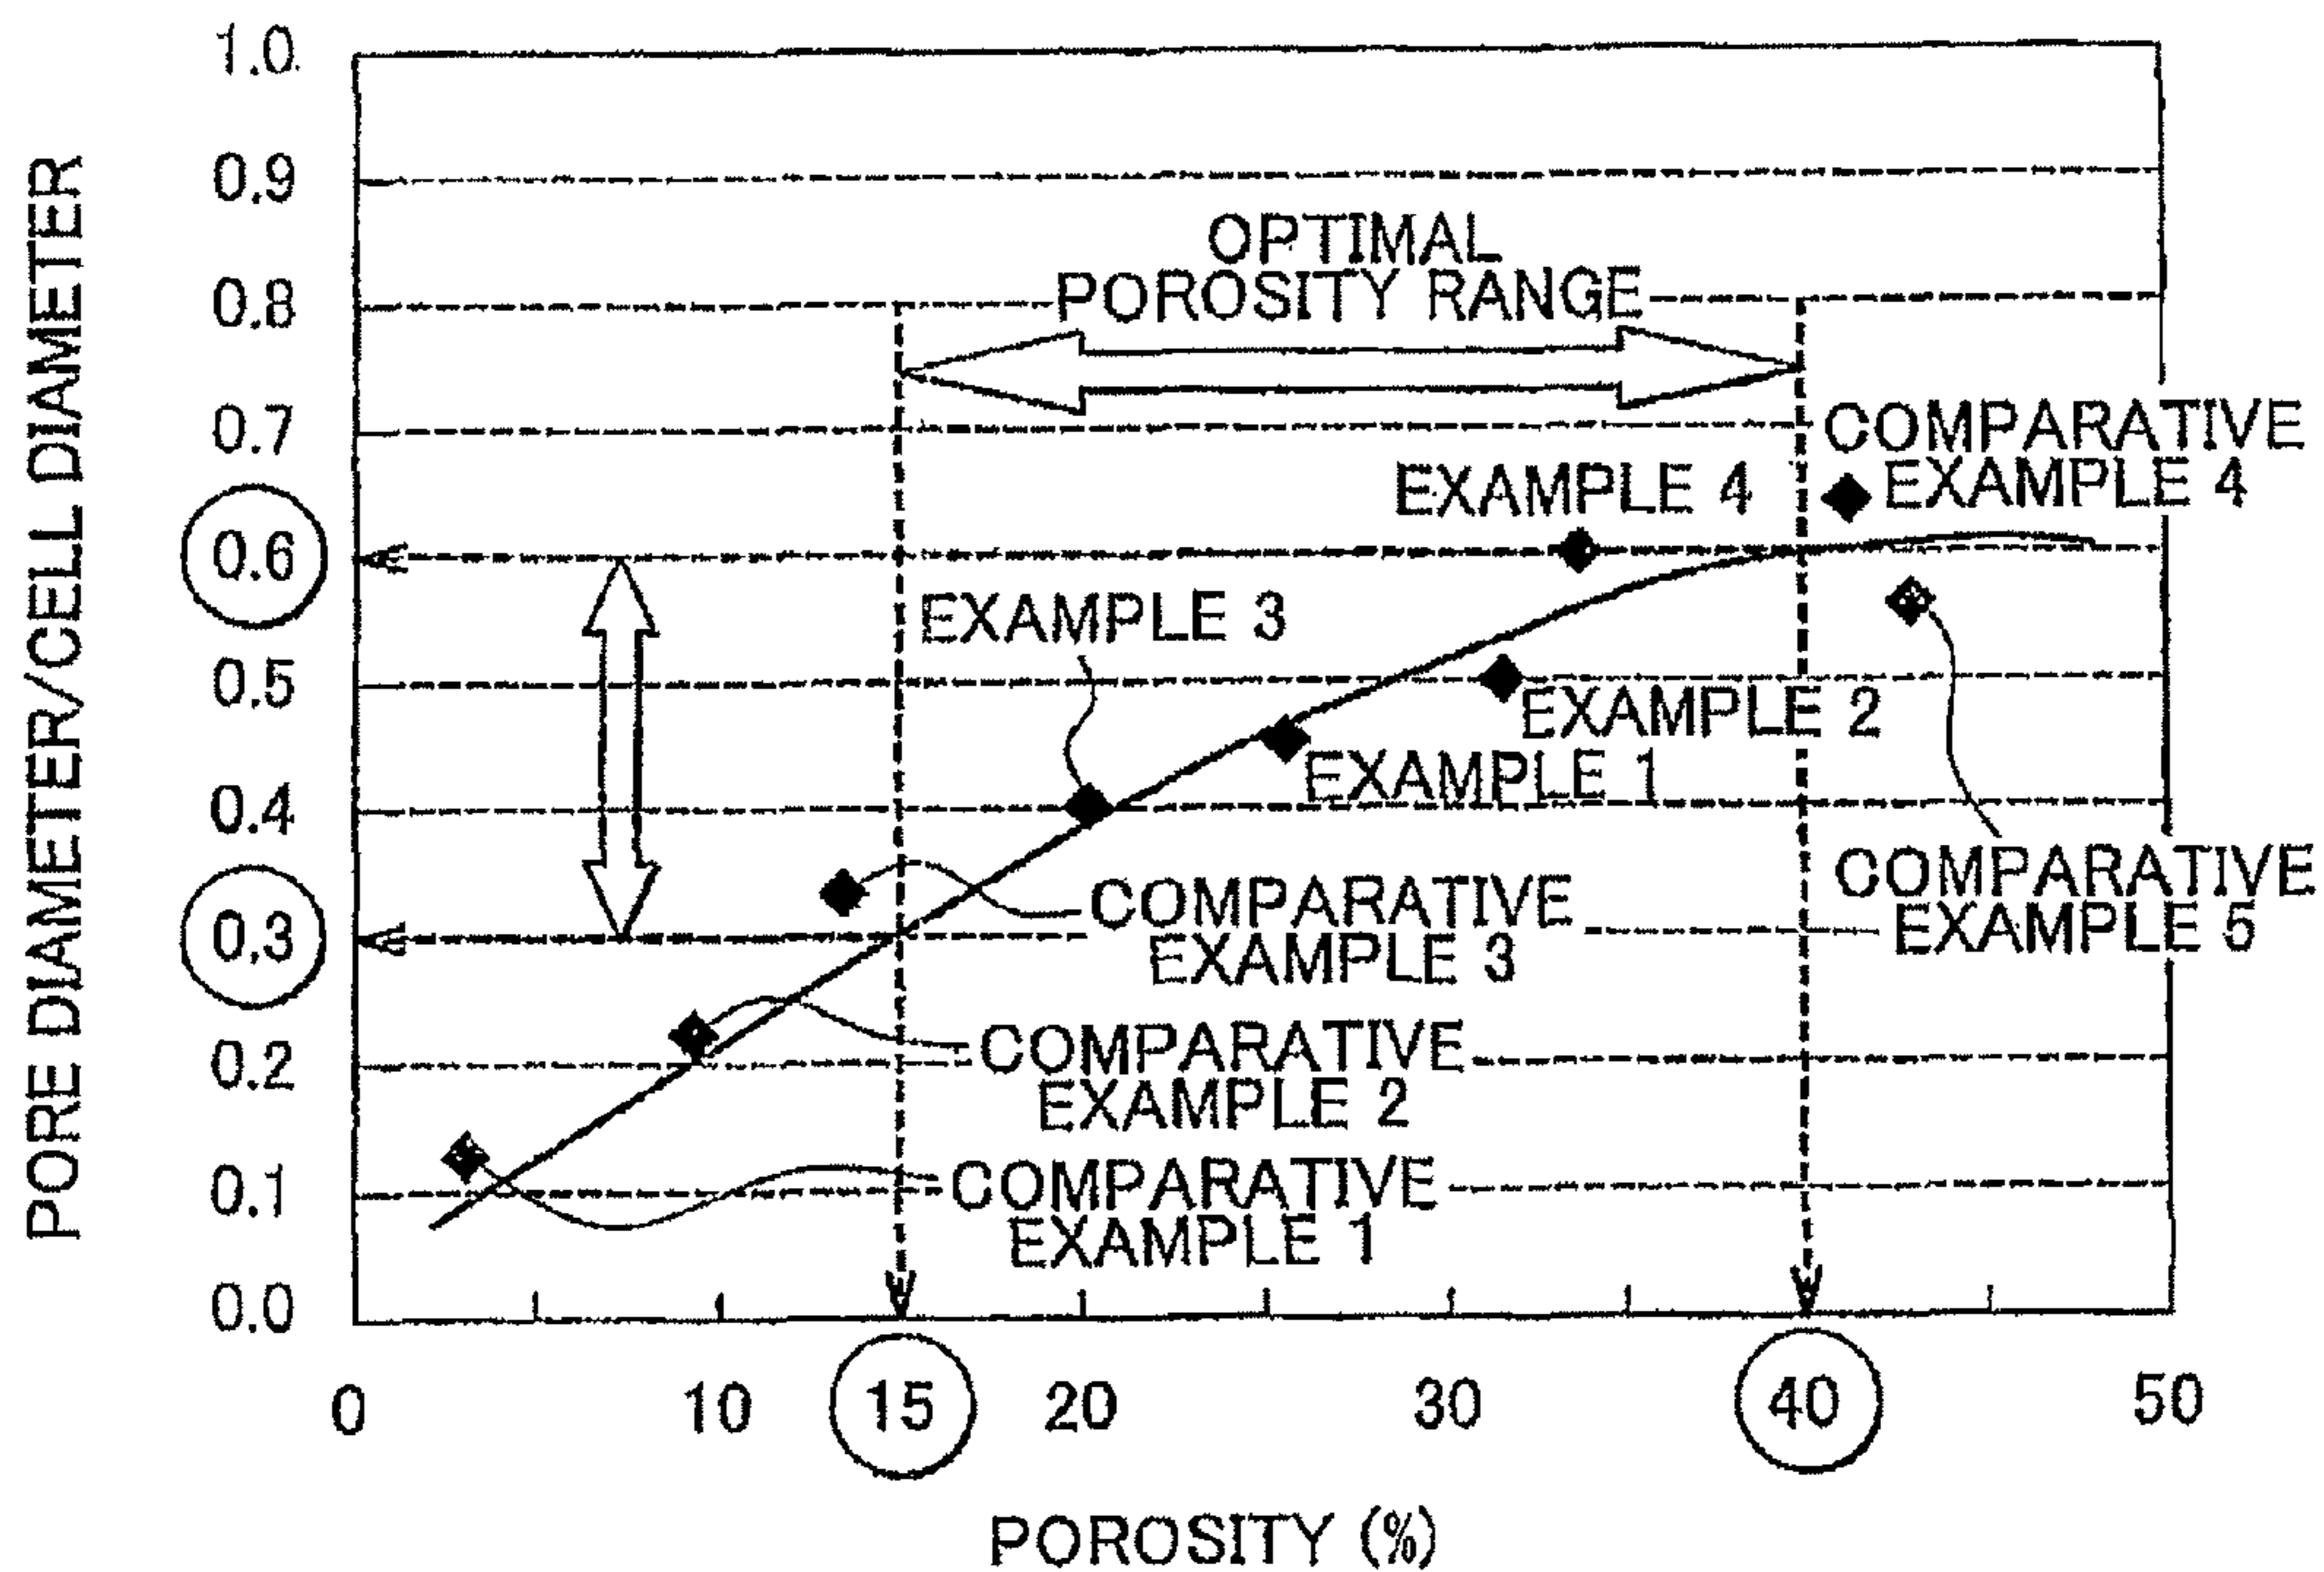 PORE DIAMETER/CELL DIAMETER
1.0
0.9
0.8
0.7
0.6
0.5
0.4
0.3
0.2
0.1
0.0
OPTIMAL
POROSITY RANGE
COMPARATIVE
EXAMPLE 4
EXAMPLE 4
EXAMPLE 3
EXAMPLE 2
EXAMPLE 1
COMPARATIVE
EXAMPLE 5
COMPARATIVE
EXAMPLE 3
COMPARATIVE
EXAMPLE 2
COMPARATIVE
EXAMPLE 1
0 10 15 20 30 40 50
POROSITY (%)